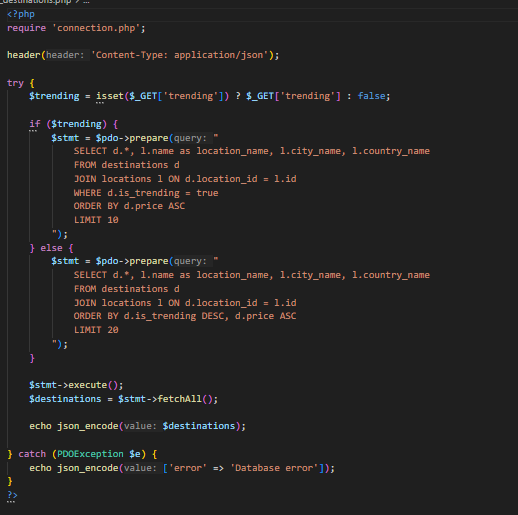 _destinations.php > ...
<?php
require 'connection.php';
header(header: 'Content-Type: application/json');
try {
    $trending = isset($_GET['trending']) ? $_GET['trending'] : false;
    if ($trending) {
        $stmt = $pdo->prepare(query: "
            SELECT d.*, l.name as location_name, l.city_name, l.country_name
            FROM destinations d
            JOIN locations l ON d.location_id = l.id
            WHERE d.is_trending = true
            ORDER BY d.price ASC
            LIMIT 10
        ");
    } else {
        $stmt = $pdo->prepare(query: "
            SELECT d.*, l.name as location_name, l.city_name, l.country_name
            FROM destinations d
            JOIN locations l ON d.location_id = l.id
            ORDER BY d.is_trending DESC, d.price ASC
            LIMIT 20
        ");
    }
    $stmt->execute();
    $destinations = $stmt->fetchAll();
    echo json_encode(value: $destinations);
} catch (PDOException $e) {
    echo json_encode(value: ['error' => 'Database error']);
}
?>